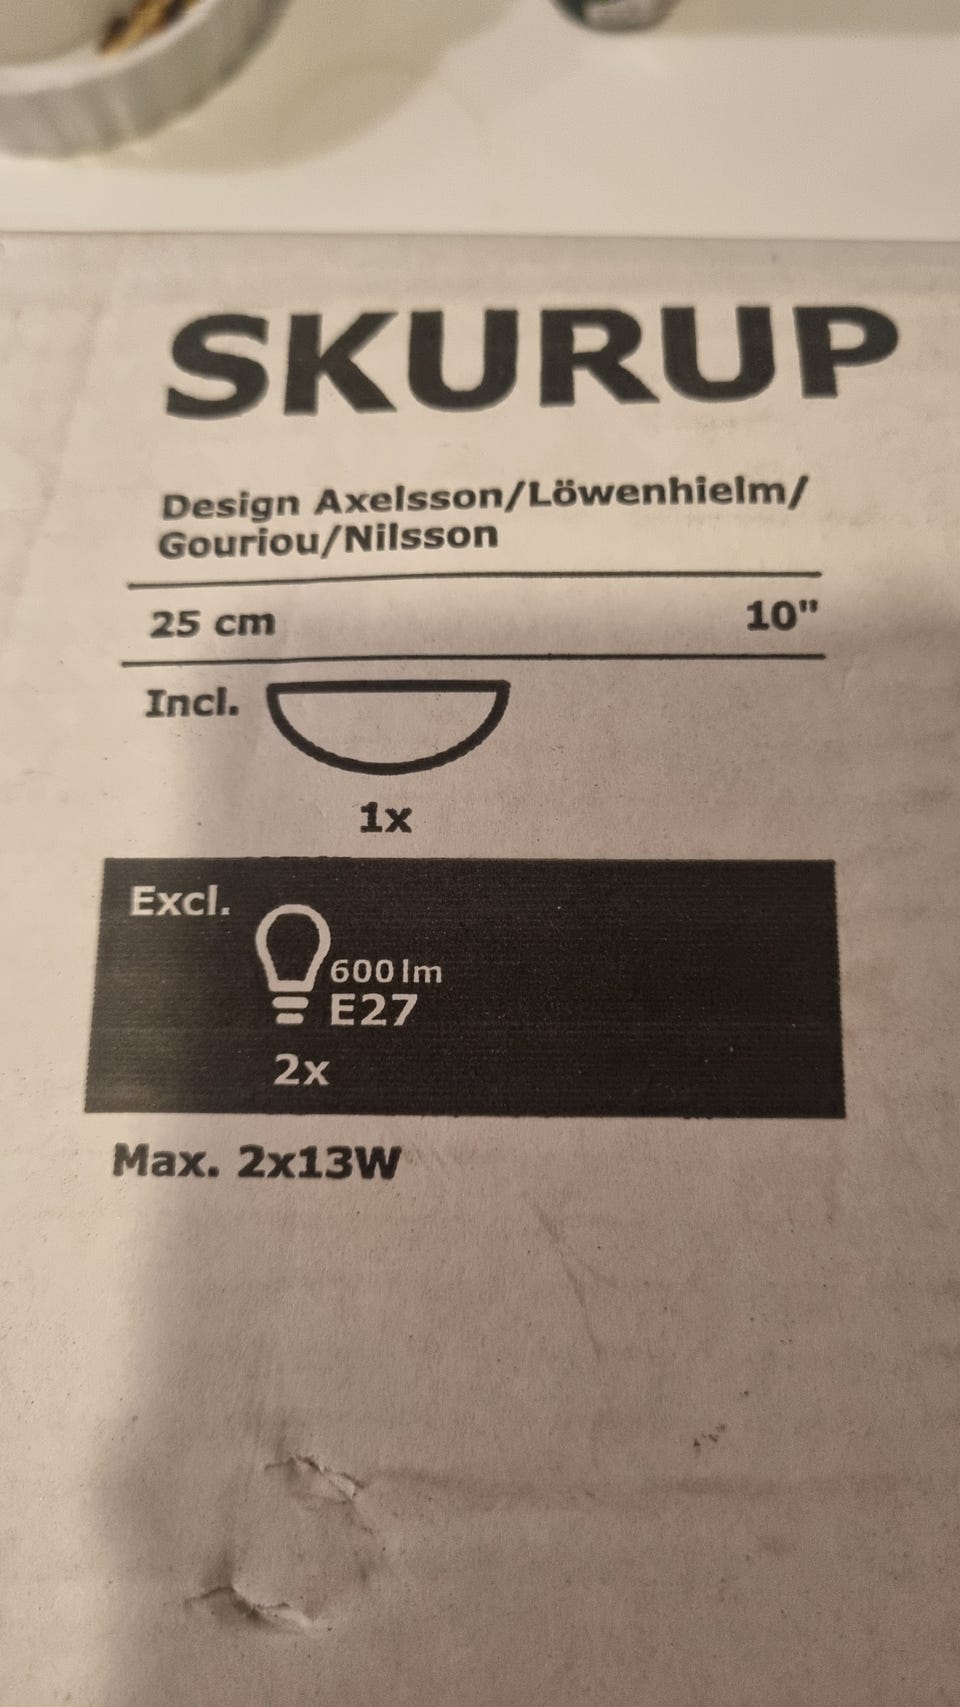 SKURUP
Design Axelsson/Löwenhielm/
Gouriou/Nilsson
25 cm 10"
Incl.
1x
Excl.
600 lm
E27
2x
Max. 2x13W